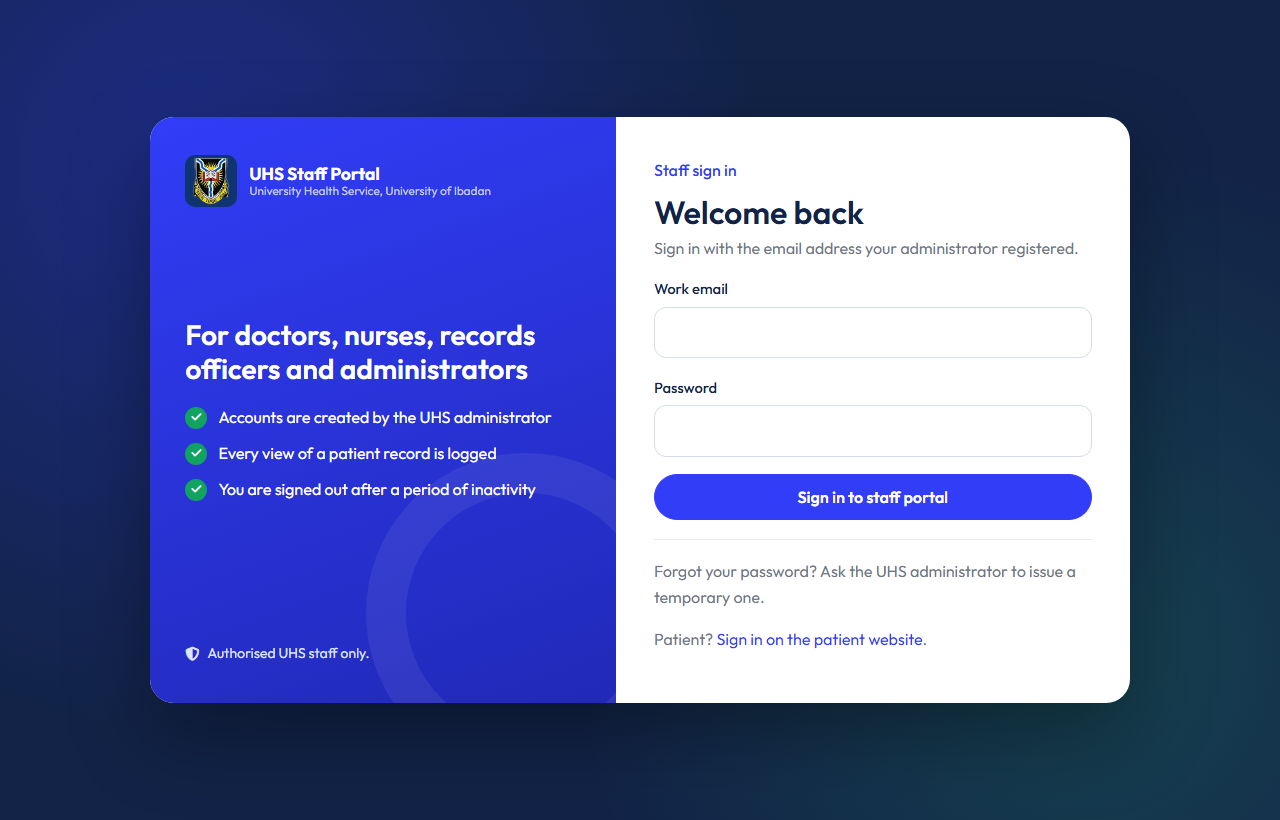 UHS Staff Portal
University Health Service, University of Ibadan
For doctors, nurses, records
officers and administrators
Accounts are created by the UHS administrator
Every view of a patient record is logged
You are signed out after a period of inactivity
Authorised UHS staff only.
Staff sign in
Welcome back
Sign in with the email address your administrator registered.
Work email
Password
Sign in to staff portal
Forgot your password? Ask the UHS administrator to issue a
temporary one.
Patient? Sign in on the patient website.